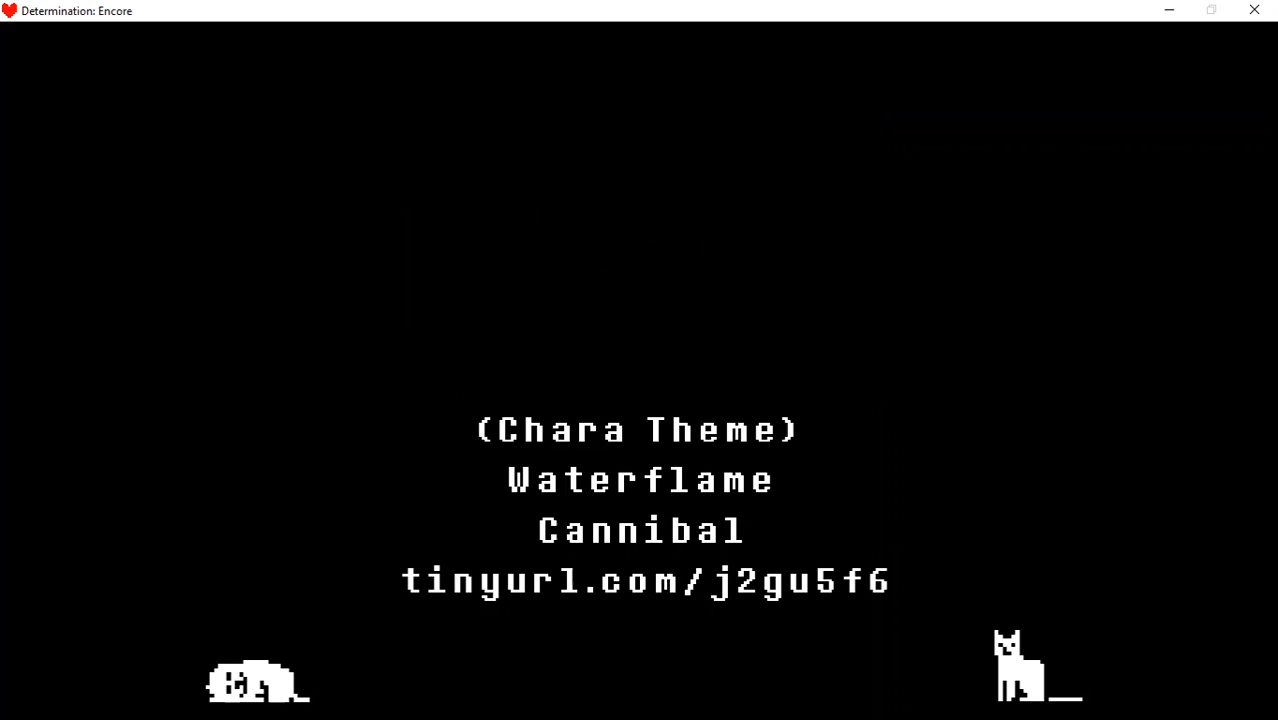 Determination: Encore
(Chara Theme)
Waterflame
Cannibal
tinyurl.com/j2gu5f6